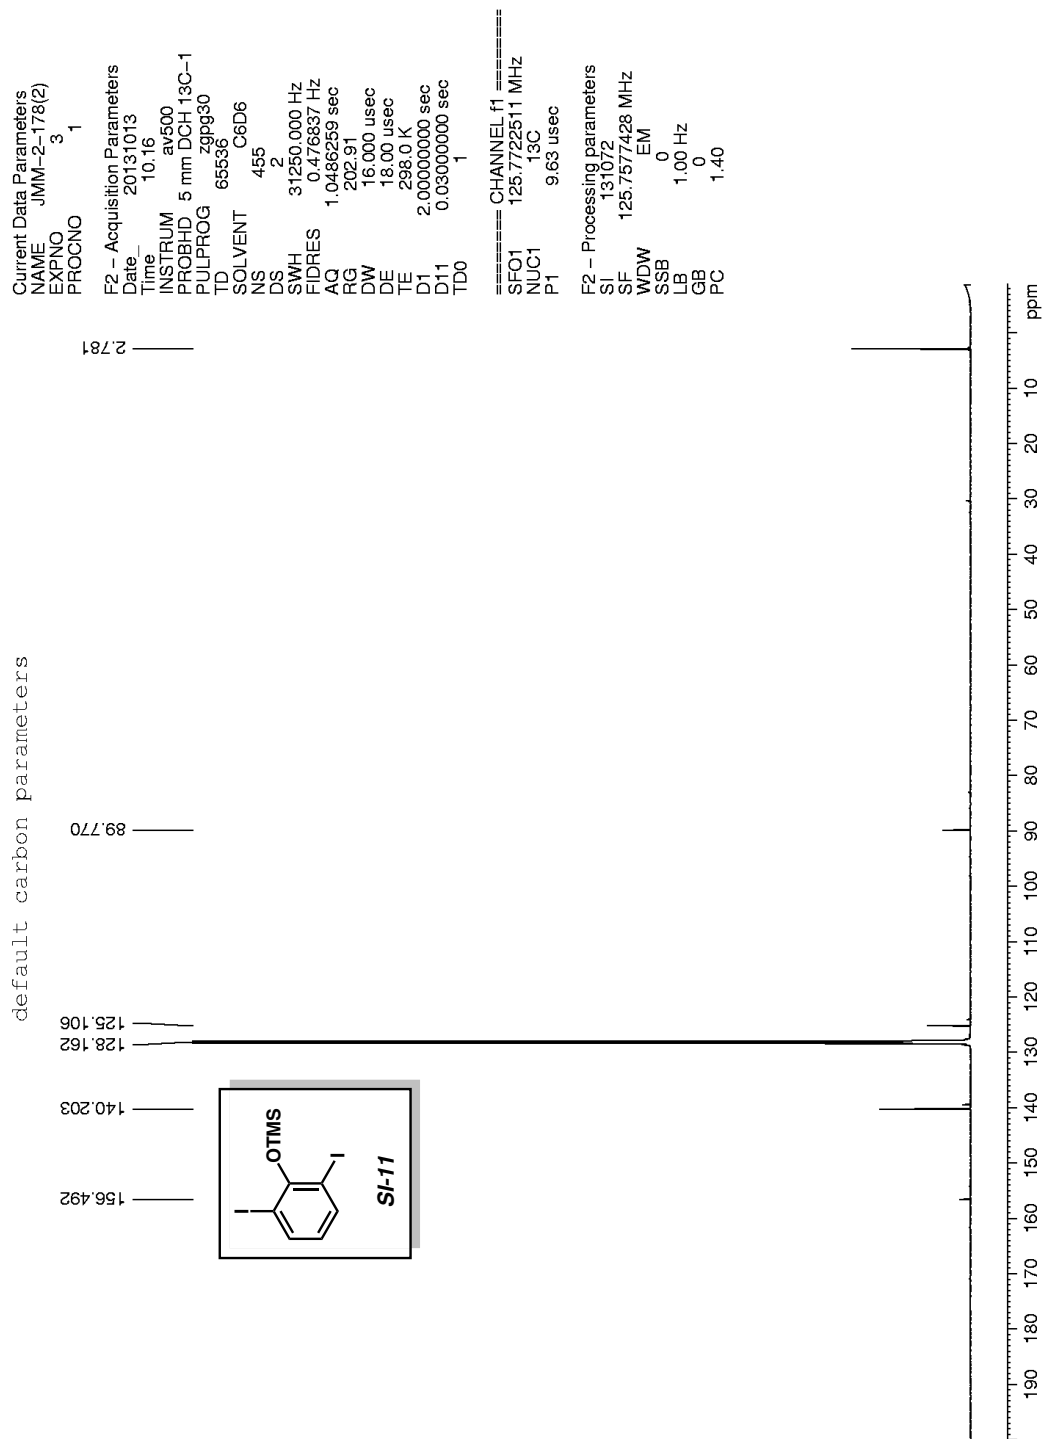 default carbon parameters
Current Data Parameters
NAME JMM-2-178(2)
EXPNO 3
PROCNO 1
F2 - Acquisition Parameters
Date_ 20131013
Time 10.16
INSTRUM av500
PROBHD 5 mm DCH 13C-1
PULPROG zgpg30
TD 65536
SOLVENT C6D6
NS 455
DS 2
SWH 31250.000 Hz
FIDRES 0.476837 Hz
AQ 1.0486259 sec
RG 202.91
DW 16.000 usec
DE 18.00 usec
TE 298.0 K
D1 2.00000000 sec
D11 0.03000000 sec
TD0 1
======== CHANNEL f1 ========
SFO1 125.7722511 MHz
NUC1 13C
P1 9.63 usec
F2 - Processing parameters
SI 131072
SF 125.7577428 MHz
WDW EM
SSB 0
LB 1.00 Hz
GB 0
PC 1.40
156.492
140.203
128.162
125.106
89.770
2.781
I
OTMS
I
SI-11
190 180 170 160 150 140 130 120 110 100 90 80 70 60 50 40 30 20 10 ppm